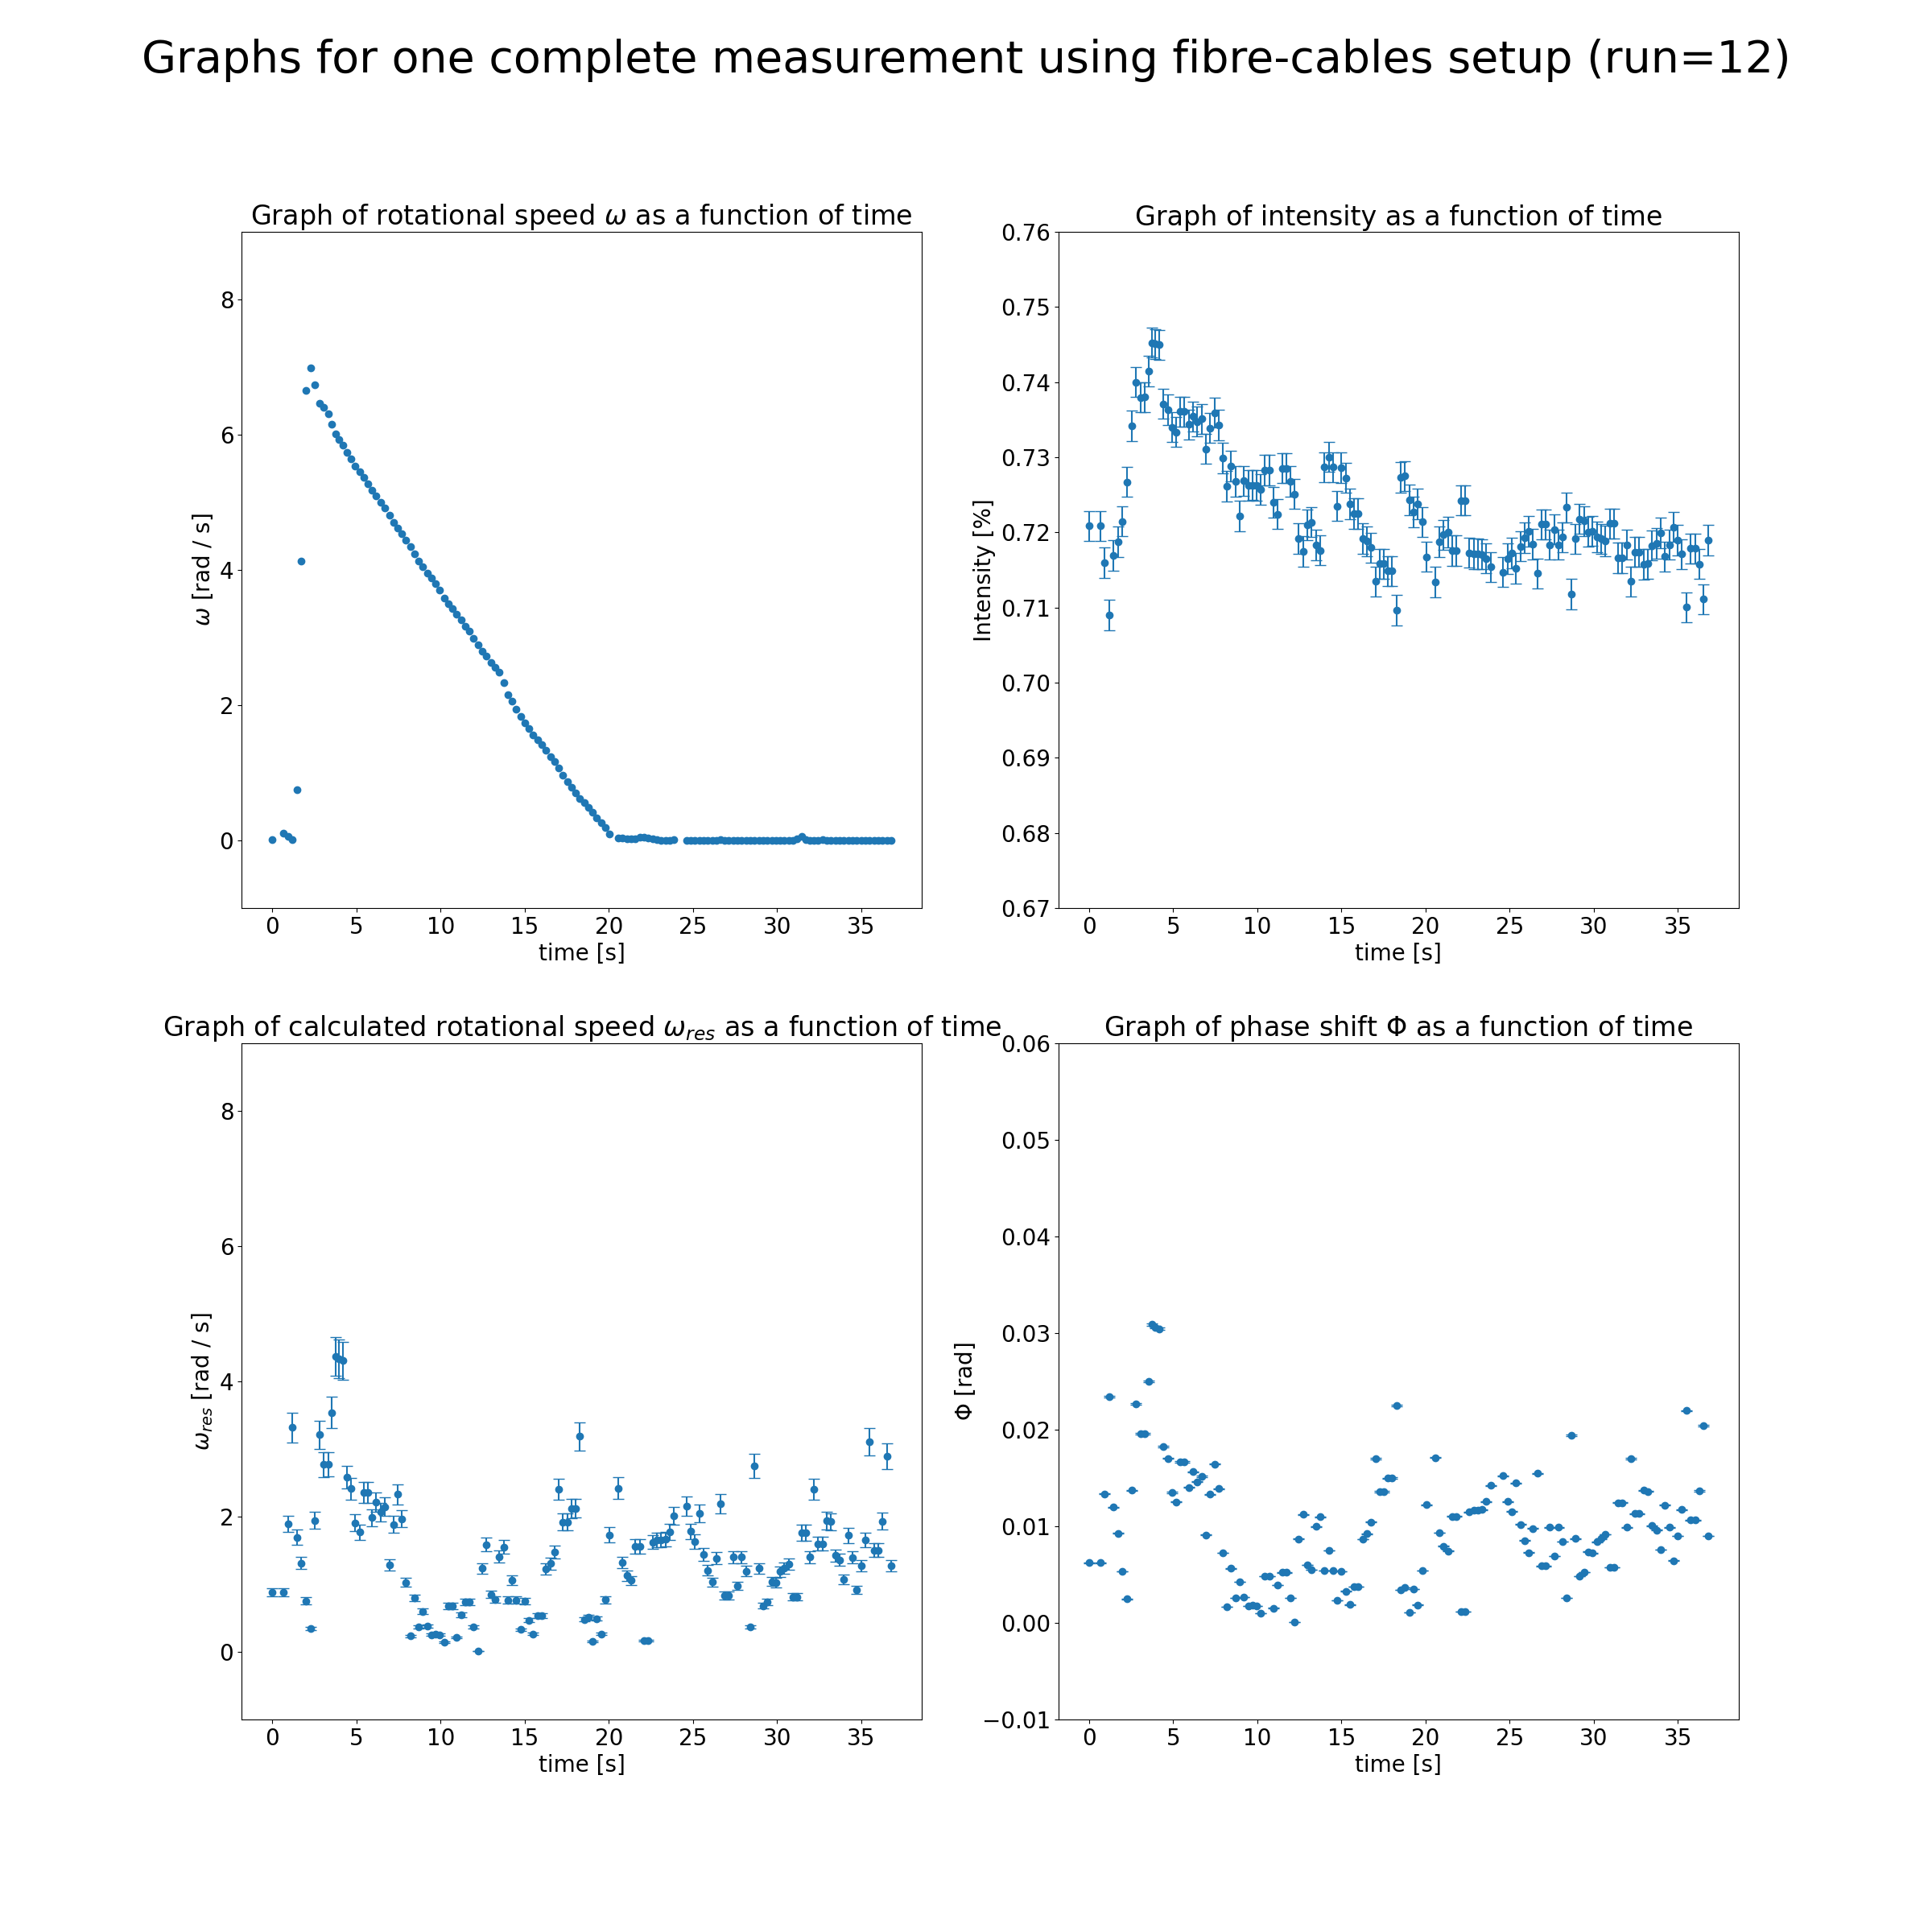 Graphs for one complete measurement using fibre-cables setup (run=12)
Graph of rotational speed ω as a function of time
8
6
4
2
0
ω [rad / s]
0 5 10 15 20 25 30 35
time [s]
Graph of intensity as a function of time
0.76
0.75
0.74
0.73
0.72
0.71
0.70
0.69
0.68
0.67
Intensity [%]
0 5 10 15 20 25 30 35
time [s]
Graph of calculated rotational speed ω_res as a function of time
8
6
4
2
0
ω_res [rad / s]
0 5 10 15 20 25 30 35
time [s]
Graph of phase shift Φ as a function of time
0.06
0.05
0.04
0.03
0.02
0.01
0.00
−0.01
Φ [rad]
0 5 10 15 20 25 30 35
time [s]